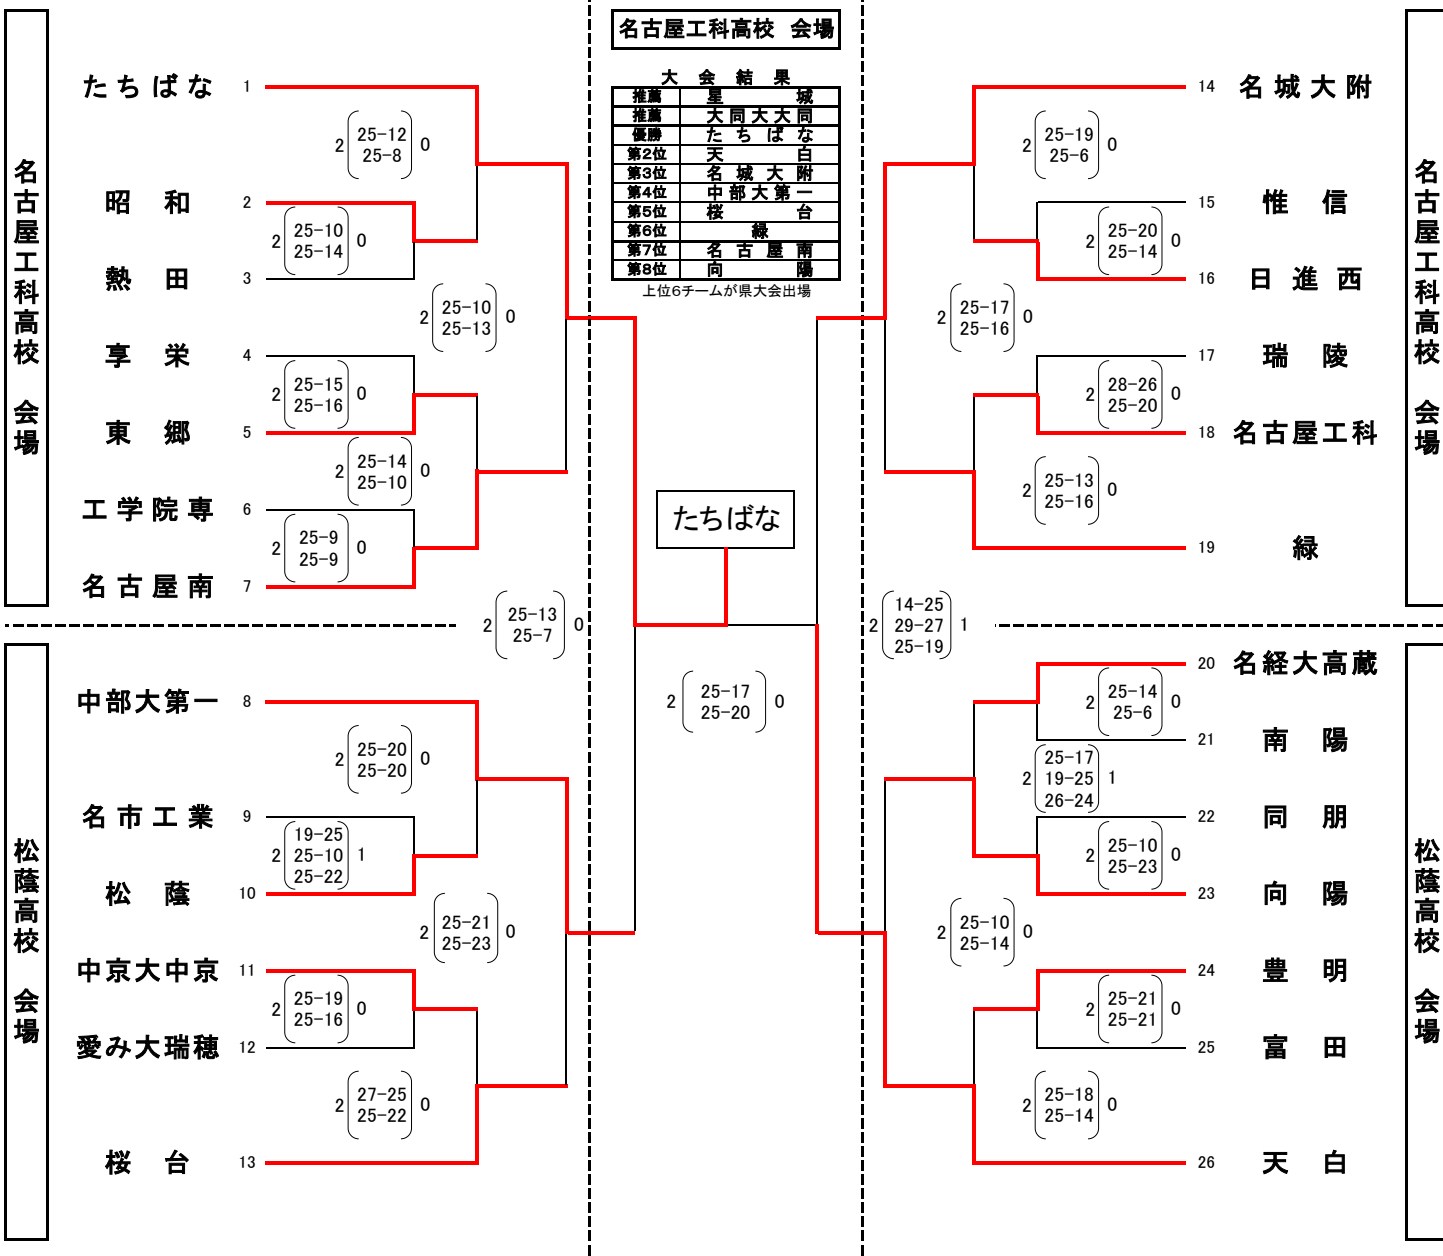 名古屋工科高校 会場
大会結果
推薦 星城
推薦 大同大大同
優勝 たちばな
第2位 天白
第3位 名城大附
第4位 中部大第一
第5位 桜台
第6位 緑
第7位 名古屋南
第8位 向陽
上位6チームが県大会出場
名古屋工科高校 会場
たちばな 1
2 25-12 0
25-8
昭和 2
2 25-10 0
25-14
熱田 3
2 25-10 0
25-13
享栄 4
2 25-15 0
25-16
東郷 5
2 25-14 0
25-10
工学院専 6
2 25-9 0
25-9
名古屋南 7
2 25-13 0
25-7
松蔭高校 会場
中部大第一 8
2 25-20 0
25-20
名市工業 9
19-25
2 25-10 1
25-22
松蔭 10
2 25-21 0
25-23
中京大中京 11
2 25-19 0
25-16
愛み大瑞穂 12
2 27-25 0
25-22
桜台 13
たちばな
2 25-17 0
25-20
名古屋工科高校 会場
14 名城大附
2 25-19 0
25-6
15 惟信
2 25-20 0
25-14
16 日進西
2 25-17 0
25-16
17 瑞陵
2 28-26 0
25-20
18 名古屋工科
2 25-13 0
25-16
19 緑
14-25
2 29-27 1
25-19
松蔭高校 会場
20 名経大高蔵
2 25-14 0
25-6
21 南陽
25-17
2 19-25 1
26-24
22 同朋
2 25-10 0
25-23
23 向陽
2 25-10 0
25-14
24 豊明
2 25-21 0
25-21
25 富田
2 25-18 0
25-14
26 天白